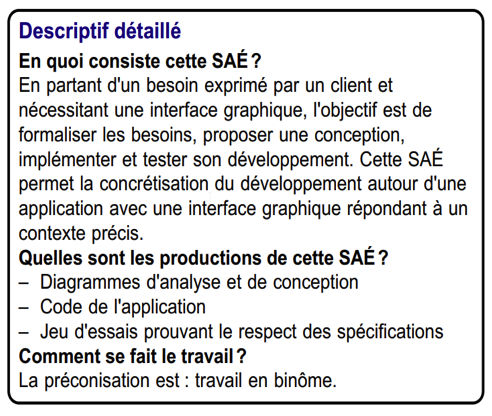 Descriptif détaillé
En quoi consiste cette SAÉ ?
En partant d'un besoin exprimé par un client et
nécessitant une interface graphique, l'objectif est de
formaliser les besoins, proposer une conception,
implémenter et tester son développement. Cette SAÉ
permet la concrétisation du développement autour d'une
application avec une interface graphique répondant à un
contexte précis.
Quelles sont les productions de cette SAÉ ?
– Diagrammes d'analyse et de conception
– Code de l'application
– Jeu d'essais prouvant le respect des spécifications
Comment se fait le travail ?
La préconisation est : travail en binôme.